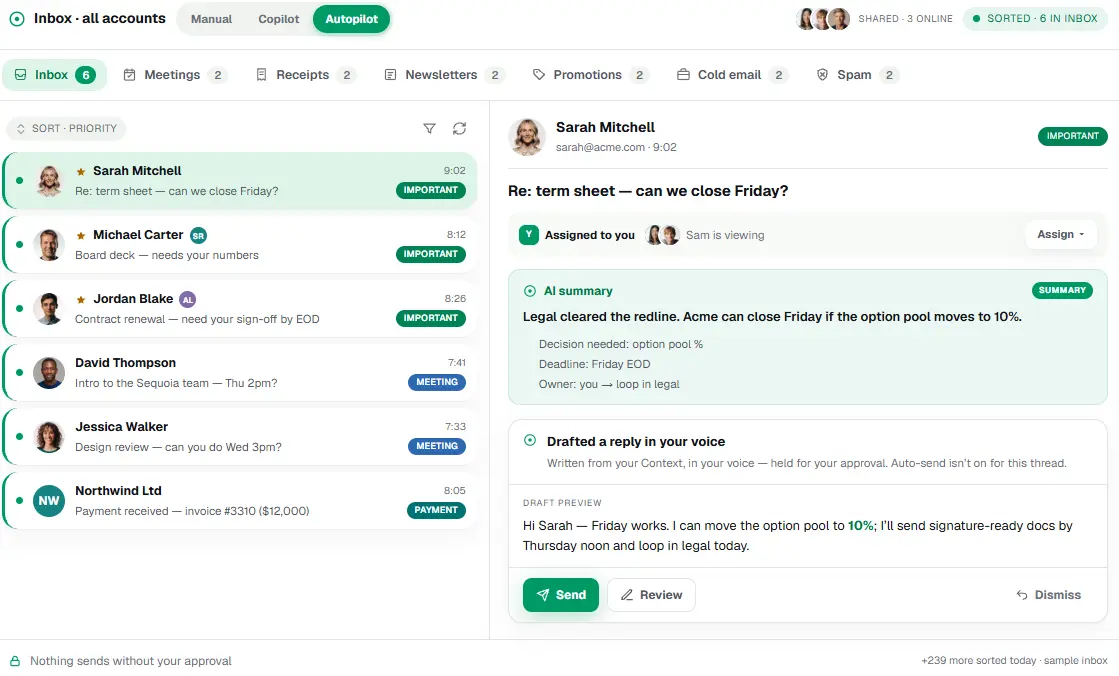 Inbox · all accounts
Manual
Copilot
Autopilot
SHARED · 3 ONLINE
SORTED · 6 IN INBOX
Inbox 6
Meetings 2
Receipts 2
Newsletters 2
Promotions 2
Cold email 2
Spam 2
SORT · PRIORITY
Sarah Mitchell
9:02
Re: term sheet — can we close Friday?
IMPORTANT
Michael Carter SR
8:12
Board deck — needs your numbers
IMPORTANT
Jordan Blake AL
8:26
Contract renewal — need your sign-off by EOD
IMPORTANT
David Thompson
7:41
Intro to the Sequoia team — Thu 2pm?
MEETING
Jessica Walker
7:33
Design review — can you do Wed 3pm?
MEETING
NW
Northwind Ltd
8:05
Payment received — invoice #3310 ($12,000)
PAYMENT
Sarah Mitchell
sarah@acme.com · 9:02
IMPORTANT
Re: term sheet — can we close Friday?
Y
Assigned to you
Sam is viewing
Assign
AI summary
SUMMARY
Legal cleared the redline. Acme can close Friday if the option pool moves to 10%.
Decision needed: option pool %
Deadline: Friday EOD
Owner: you → loop in legal
Drafted a reply in your voice
Written from your Context, in your voice — held for your approval. Auto-send isn't on for this thread.
DRAFT PREVIEW
Hi Sarah — Friday works. I can move the option pool to 10%; I'll send signature-ready docs by
Thursday noon and loop in legal today.
Send
Review
Dismiss
Nothing sends without your approval
+239 more sorted today · sample inbox